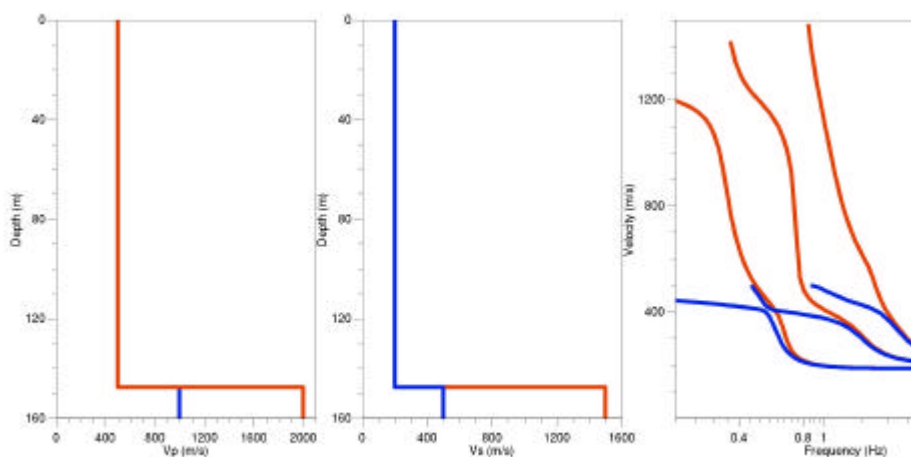 0
40
80
120
160
Depth (m)
0 400 800 1200 1600 2000
Vp (m/s)
0
40
80
120
160
Depth (m)
0 400 800 1200 1600
Vs (m/s)
1200
800
400
Velocity (m/s)
0.4 0.8 1
Frequency (Hz)